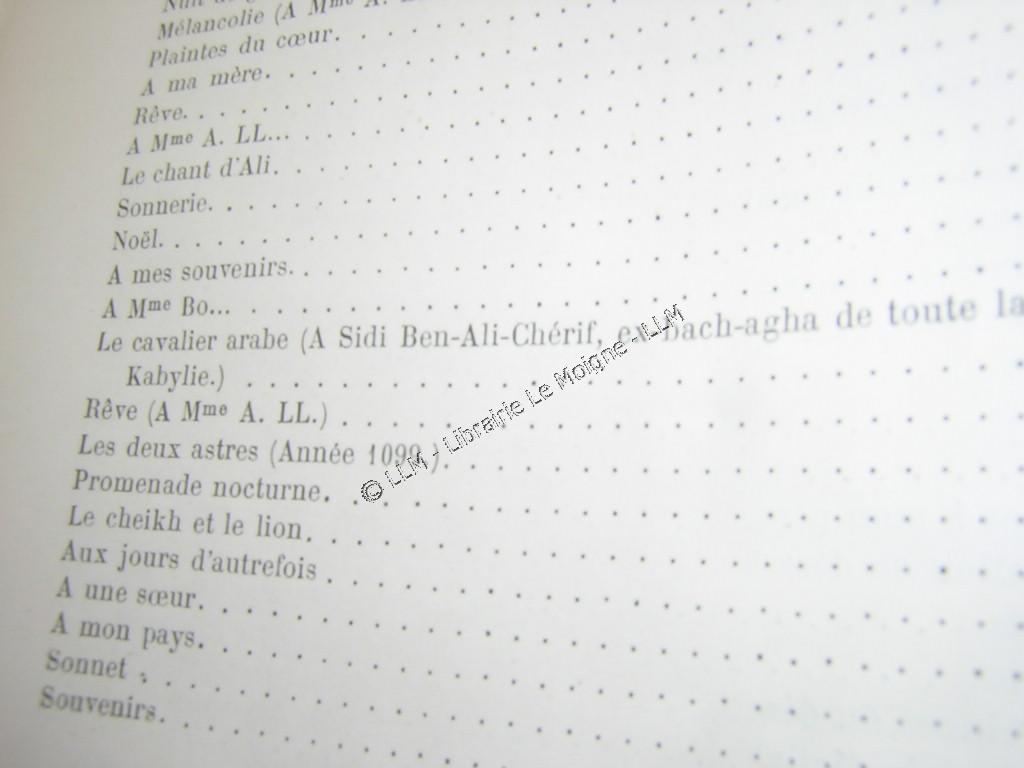 Mélancolie (A Mme A.
Plaintes du cœur.
A ma mère.
Rêve.
A Mme A. LL...
Le chant d'Ali.
Sonnerie.
Noël.
A mes souvenirs.
A Mme Bo...
Le cavalier arabe (A Sidi Ben-Ali-Chérif, ex-bach-agha de toute la
Kabylie.)
Rêve (A Mme A. LL.)
Les deux astres (Année 1099.)
Promenade nocturne.
Le cheikh et le lion.
Aux jours d'autrefois .
A une sœur.
A mon pays.
Sonnet .
Souvenirs.
© LLM - Librairie Le Moigne - LLM